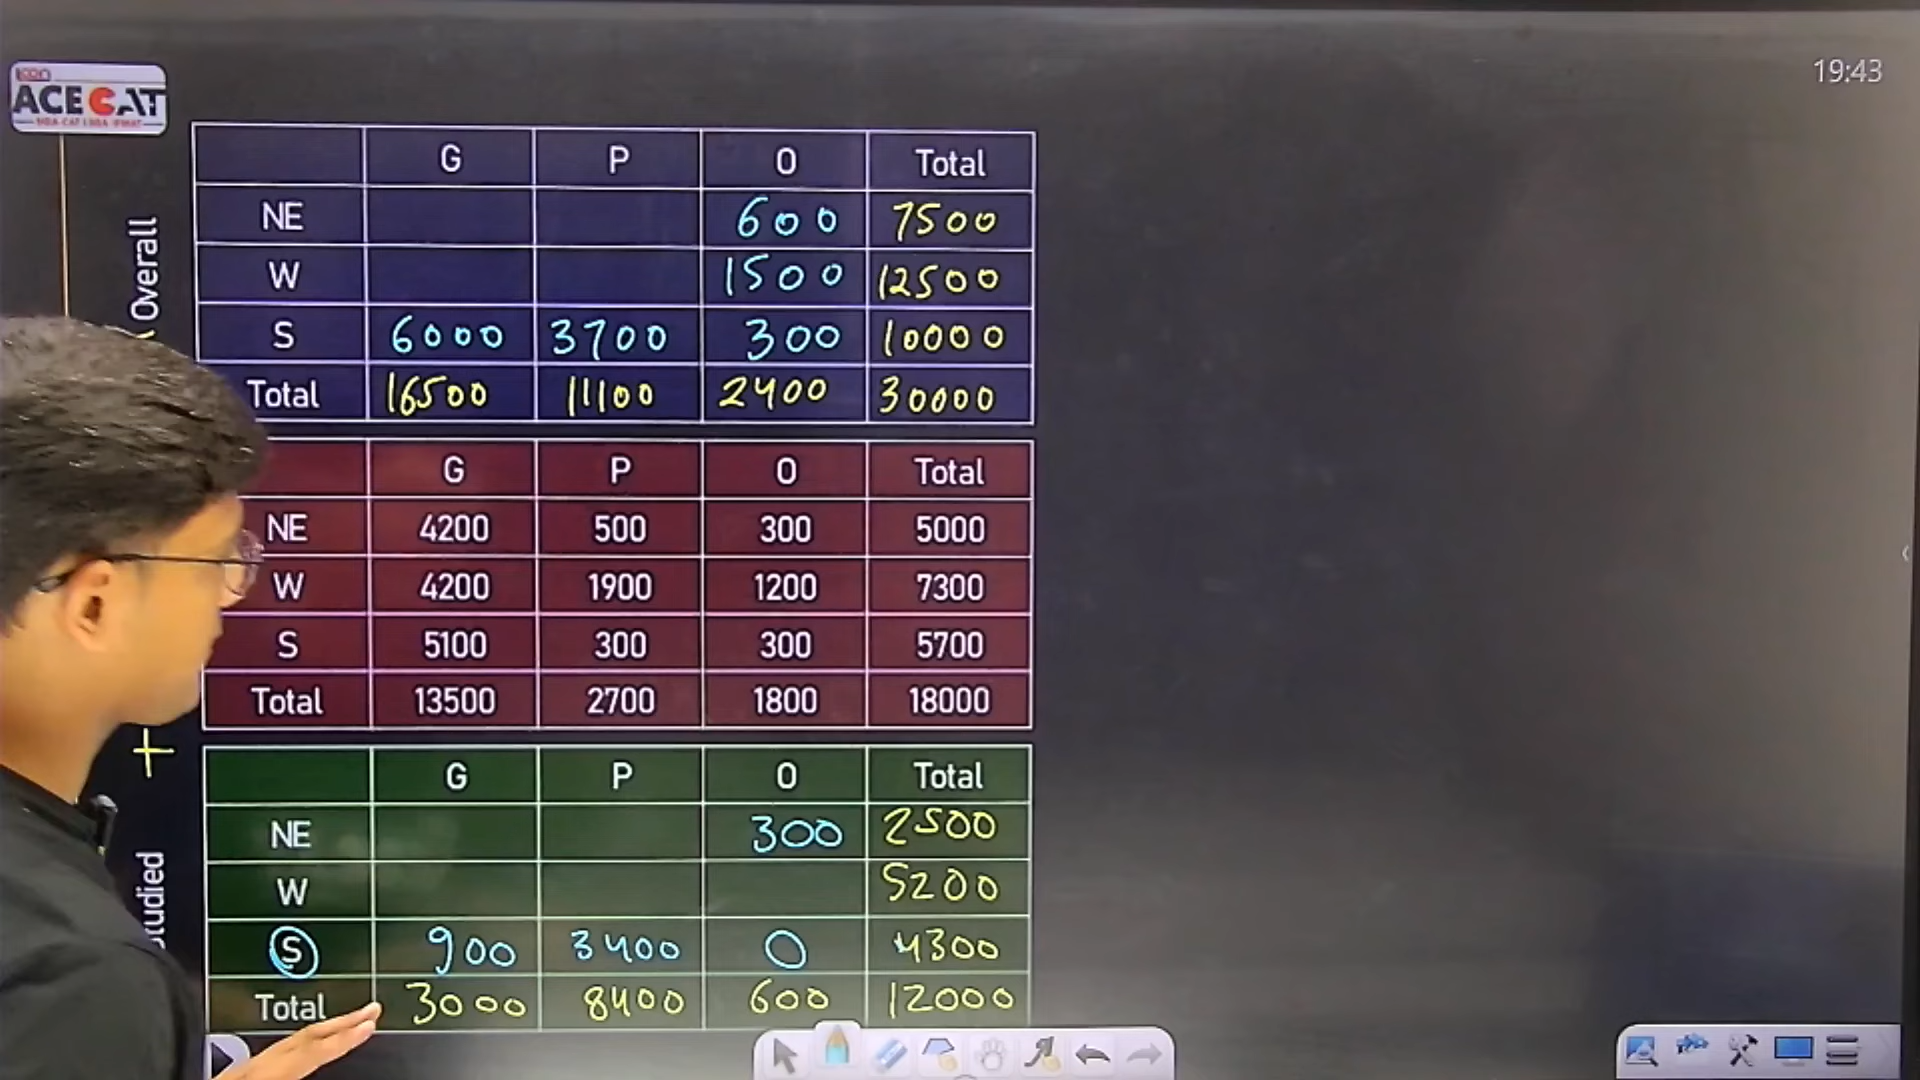 19:43
ACECAT
G P O Total
NE 600 7500
W 1500 12500
S 6000 3700 300 10000
Total 16500 11100 2400 30000
Overall
G P O Total
NE 4200 500 300 5000
W 4200 1900 1200 7300
S 5100 300 300 5700
Total 13500 2700 1800 18000
+
G P O Total
NE 300 2500
W 5200
S 900 3400 0 4300
Total 3000 8400 600 12000